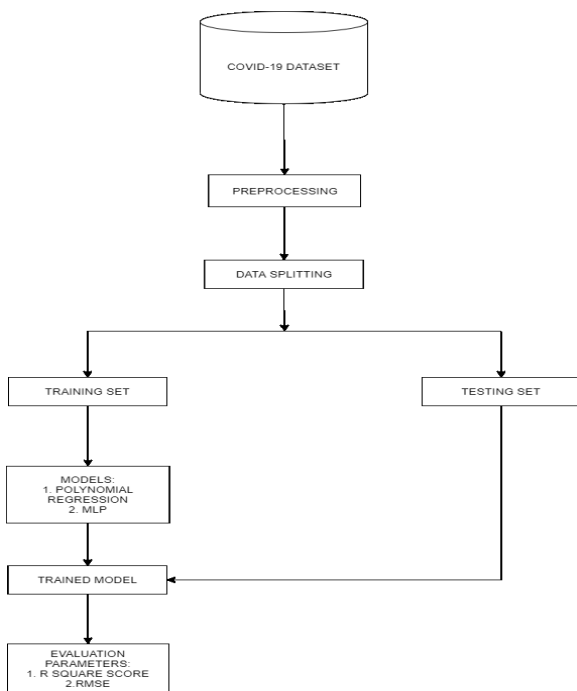 COVID-19 DATASET
PREPROCESSING
DATA SPLITTING
TRAINING SET
TESTING SET
MODELS:
1. POLYNOMIAL
REGRESSION
2. MLP
TRAINED MODEL
EVALUATION
PARAMETERS:
1. R SQUARE SCORE
2.RMSE